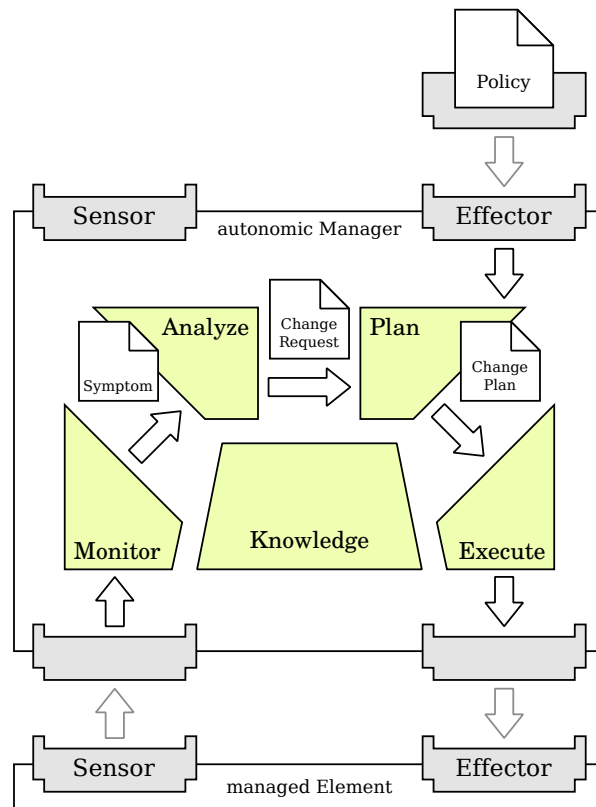 Policy
Sensor
Effector
autonomic Manager
Analyze
Change
Request
Plan
Symptom
Change
Plan
Monitor
Knowledge
Execute
Sensor
Effector
managed Element